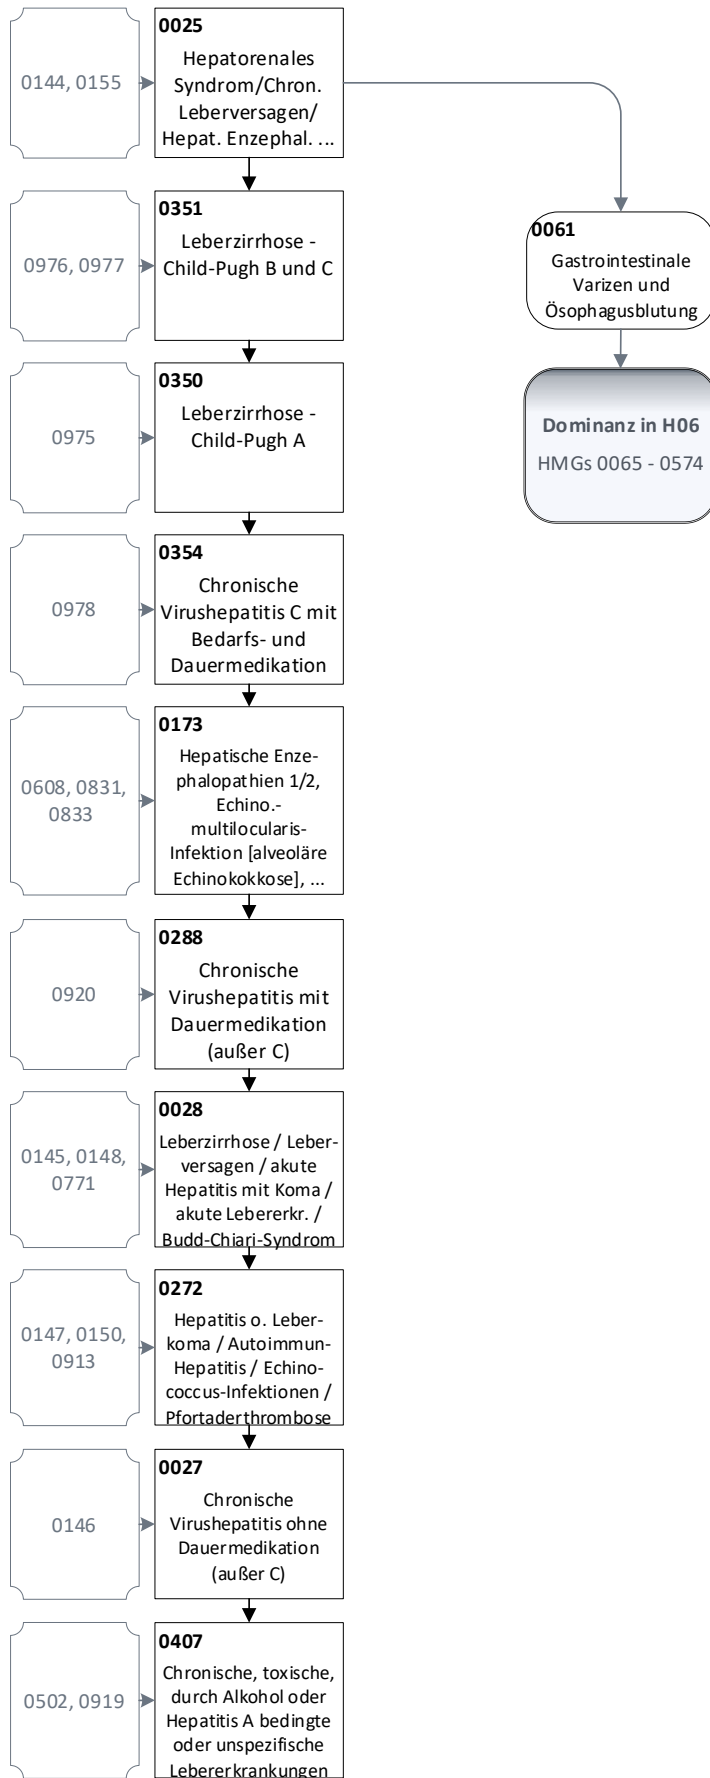 0144, 0155
0025
Hepatorenales
Syndrom/Chron.
Leberversagen/
Hepat. Enzephal. ...
0976, 0977
0351
Leberzirrhose -
Child-Pugh B und C
0061
Gastrointestinale
Varizen und
Ösophagusblutung
0975
0350
Leberzirrhose -
Child-Pugh A
Dominanz in H06
HMGs 0065 - 0574
0978
0354
Chronische
Virushepatitis C mit
Bedarfs- und
Dauermedikation
0608, 0831,
0833
0173
Hepatische Enze-
phalopathien 1/2,
Echino.-
multilocularis-
Infektion [alveoläre
Echinokokkose], ...
0920
0288
Chronische
Virushepatitis mit
Dauermedikation
(außer C)
0145, 0148,
0771
0028
Leberzirrhose / Leber-
versagen / akute
Hepatitis mit Koma /
akute Lebererkr. /
Budd-Chiari-Syndrom
0147, 0150,
0913
0272
Hepatitis o. Leber-
koma / Autoimmun-
Hepatitis / Echino-
coccus-Infektionen /
Pfortaderthrombose
0146
0027
Chronische
Virushepatitis ohne
Dauermedikation
(außer C)
0502, 0919
0407
Chronische, toxische,
durch Alkohol oder
Hepatitis A bedingte
oder unspezifische
Lebererkrankungen